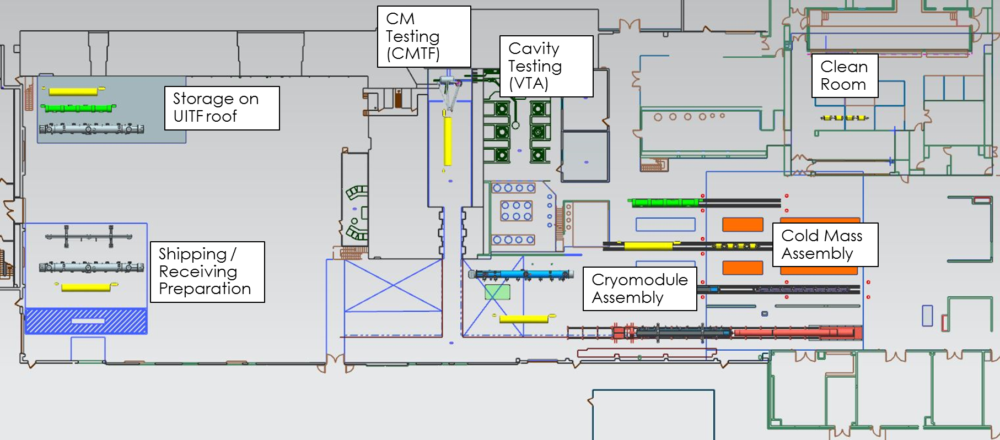 CM
Testing
(CMTF)
Cavity
Testing
(VTA)
Clean
Room
Storage on
UITF roof
Shipping /
Receiving
Preparation
Cold Mass
Assembly
Cryomodule
Assembly